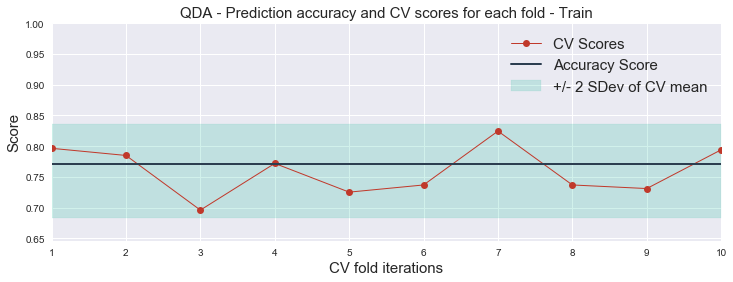 QDA - Prediction accuracy and CV scores for each fold - Train
1.00
0.95
0.90
0.85
0.80
0.75
0.70
0.65
Score
CV Scores
Accuracy Score
+/- 2 SDev of CV mean
1 2 3 4 5 6 7 8 9 10
CV fold iterations